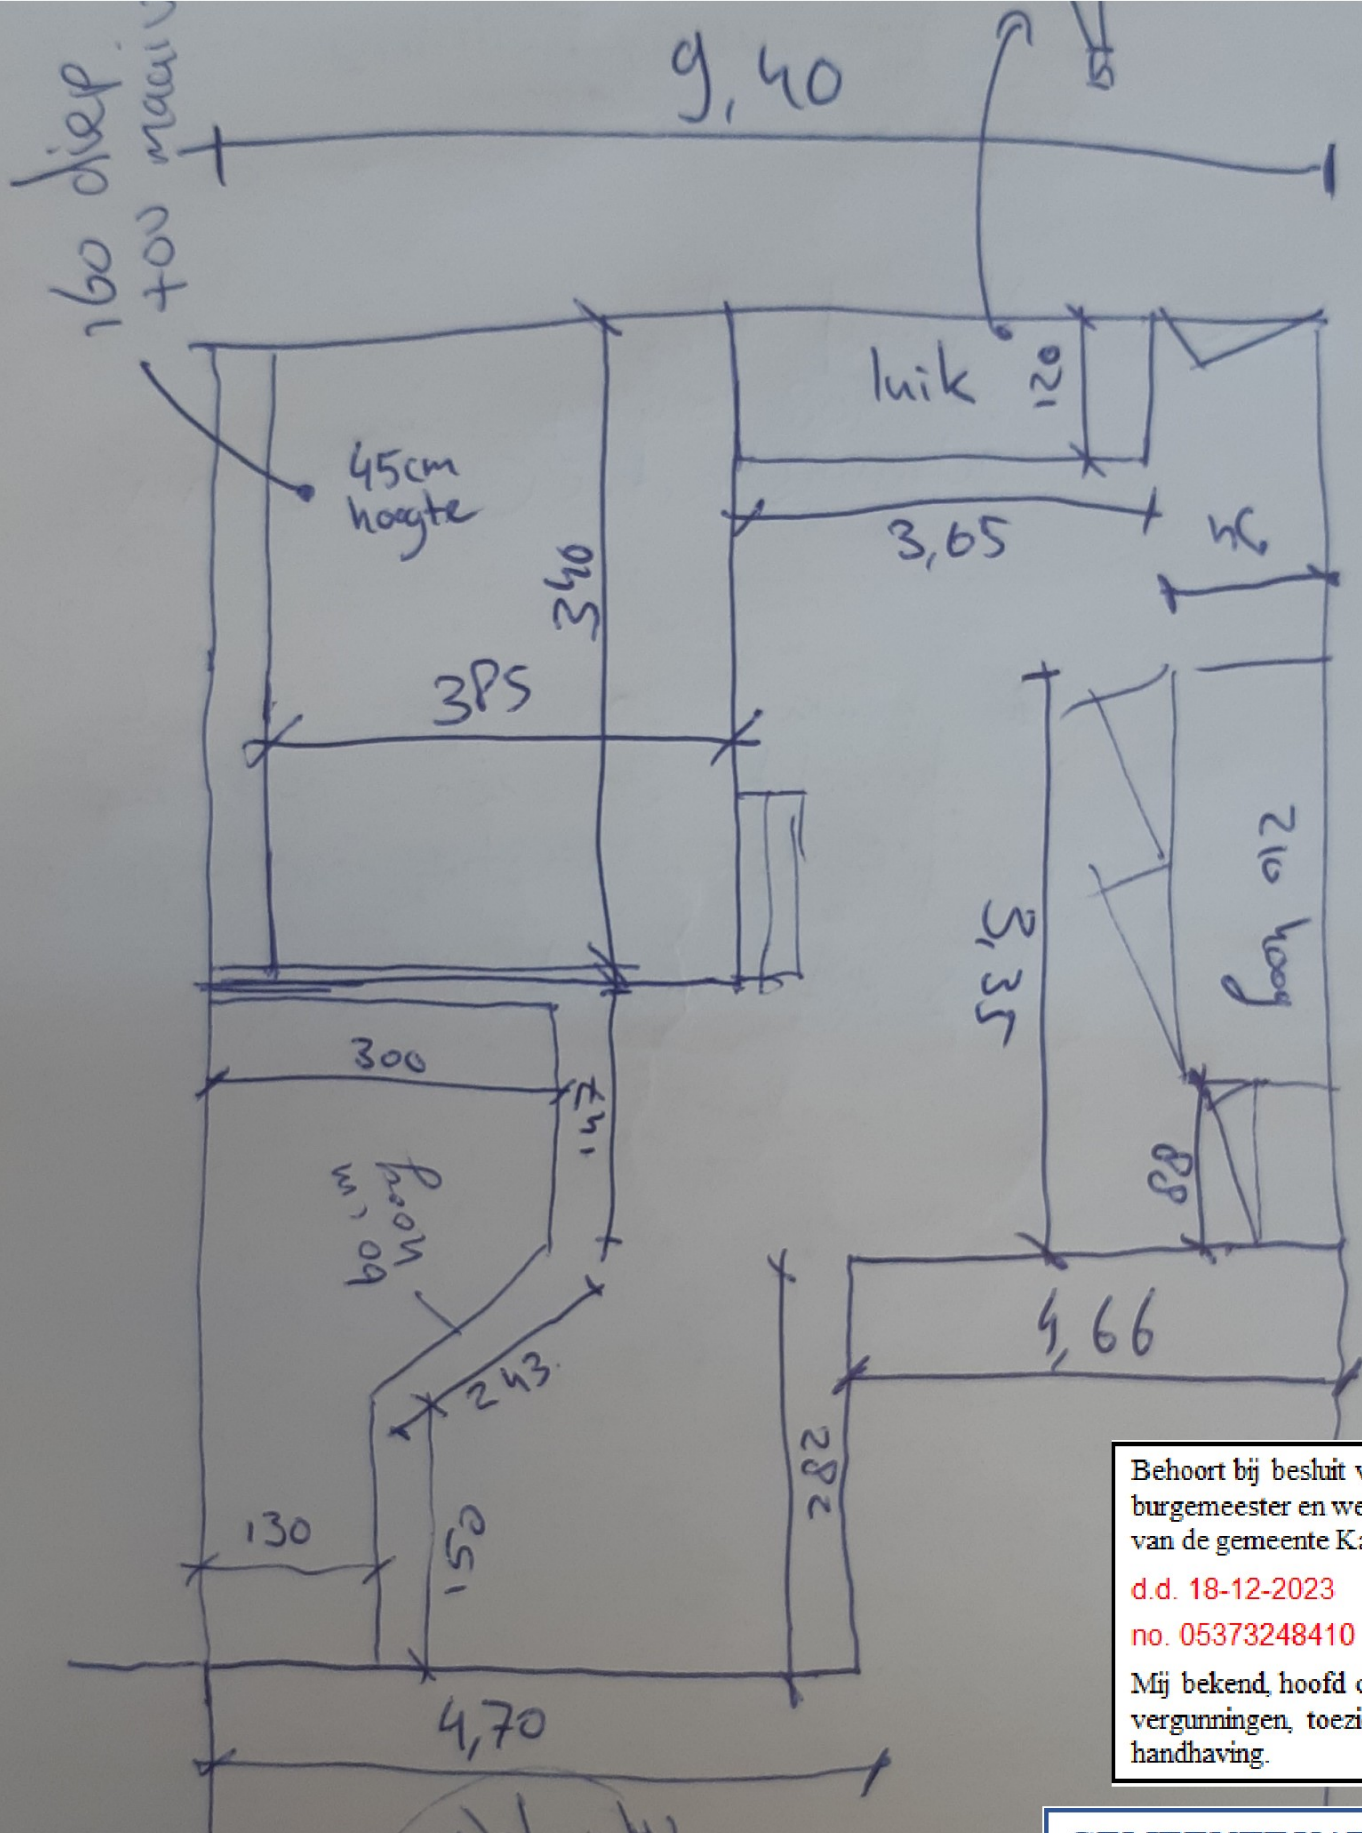 160 diep
tov maaiv
9,40
luik
120
45cm
hoogte
3,65
340
385
210 hoog
3,35
300
142
88
60 cm
hoog
243
4,66
282
130
150
4,70
Behoort bij besluit v
burgemeester en we
van de gemeente Ka
d.d. 18-12-2023
no. 05373248410
Mij bekend, hoofd
vergunningen, toezi
handhaving.